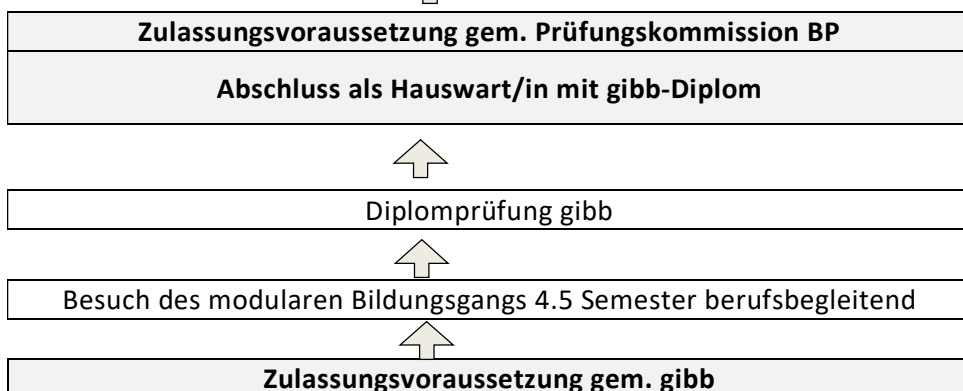 Zulassungsvoraussetzung gem. Prüfungskommission BP
Abschluss als Hauswart/in mit gibb-Diplom
Diplomprüfung gibb
Besuch des modularen Bildungsgangs 4.5 Semester berufsbegleitend
Zulassungsvoraussetzung gem. gibb